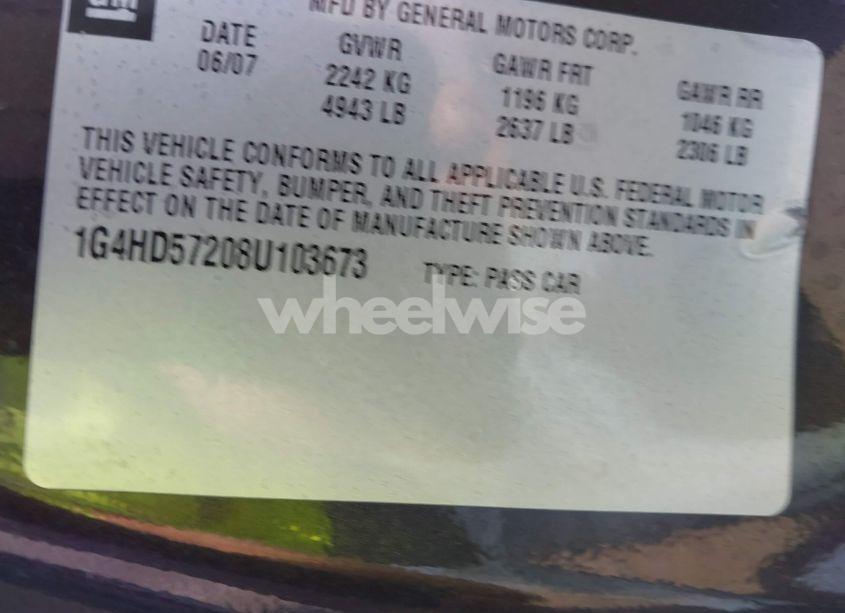 GM
MFD BY GENERAL MOTORS CORP.
DATE GVWR GAWR FRT GAWR RR
06/07 2242 KG 1196 KG 1046 KG
4943 LB 2637 LB 2306 LB
THIS VEHICLE CONFORMS TO ALL APPLICABLE U.S. FEDERAL MOTOR
VEHICLE SAFETY, BUMPER, AND THEFT PREVENTION STANDARDS IN
EFFECT ON THE DATE OF MANUFACTURE SHOWN ABOVE.
1G4HD57208U103673 TYPE: PASS CAR
wheelwise